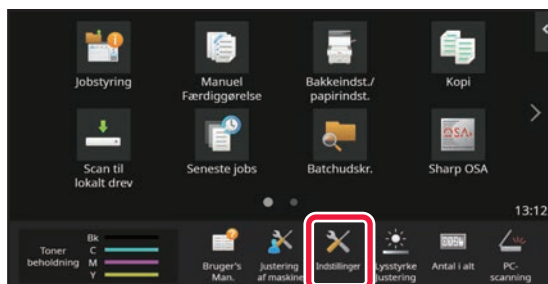 Jobstyring
Manuel
Færdiggørelse
Bakkeindst./
papirindst.
Kopi
Scan til
lokalt drev
Seneste jobs
Batchudskr.
OSA
Sharp OSA
13:12
Toner
beholdning
Bk
C
M
Y
Bruger's
Man.
Justering
af maskine
Indstillinger
Lysstyrke
Justering
Antal i alt
PC-
scanning